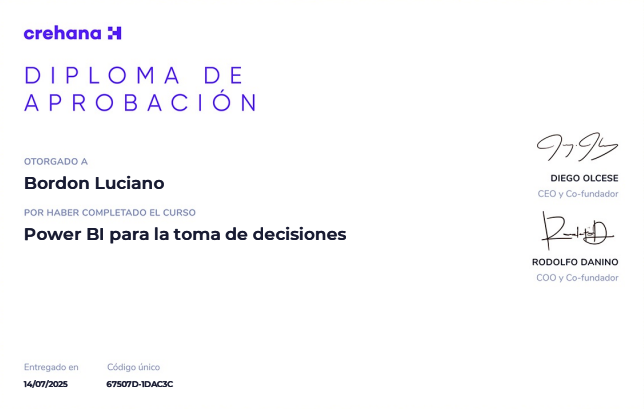 crehana
DIPLOMA DE
APROBACIÓN
OTORGADO A
Bordon Luciano
POR HABER COMPLETADO EL CURSO
Power BI para la toma de decisiones
DIEGO OLCESE
CEO y Co-fundador
RODOLFO DANINO
COO y Co-fundador
Entregado en
14/07/2025
Código único
67507D-1DAC3C